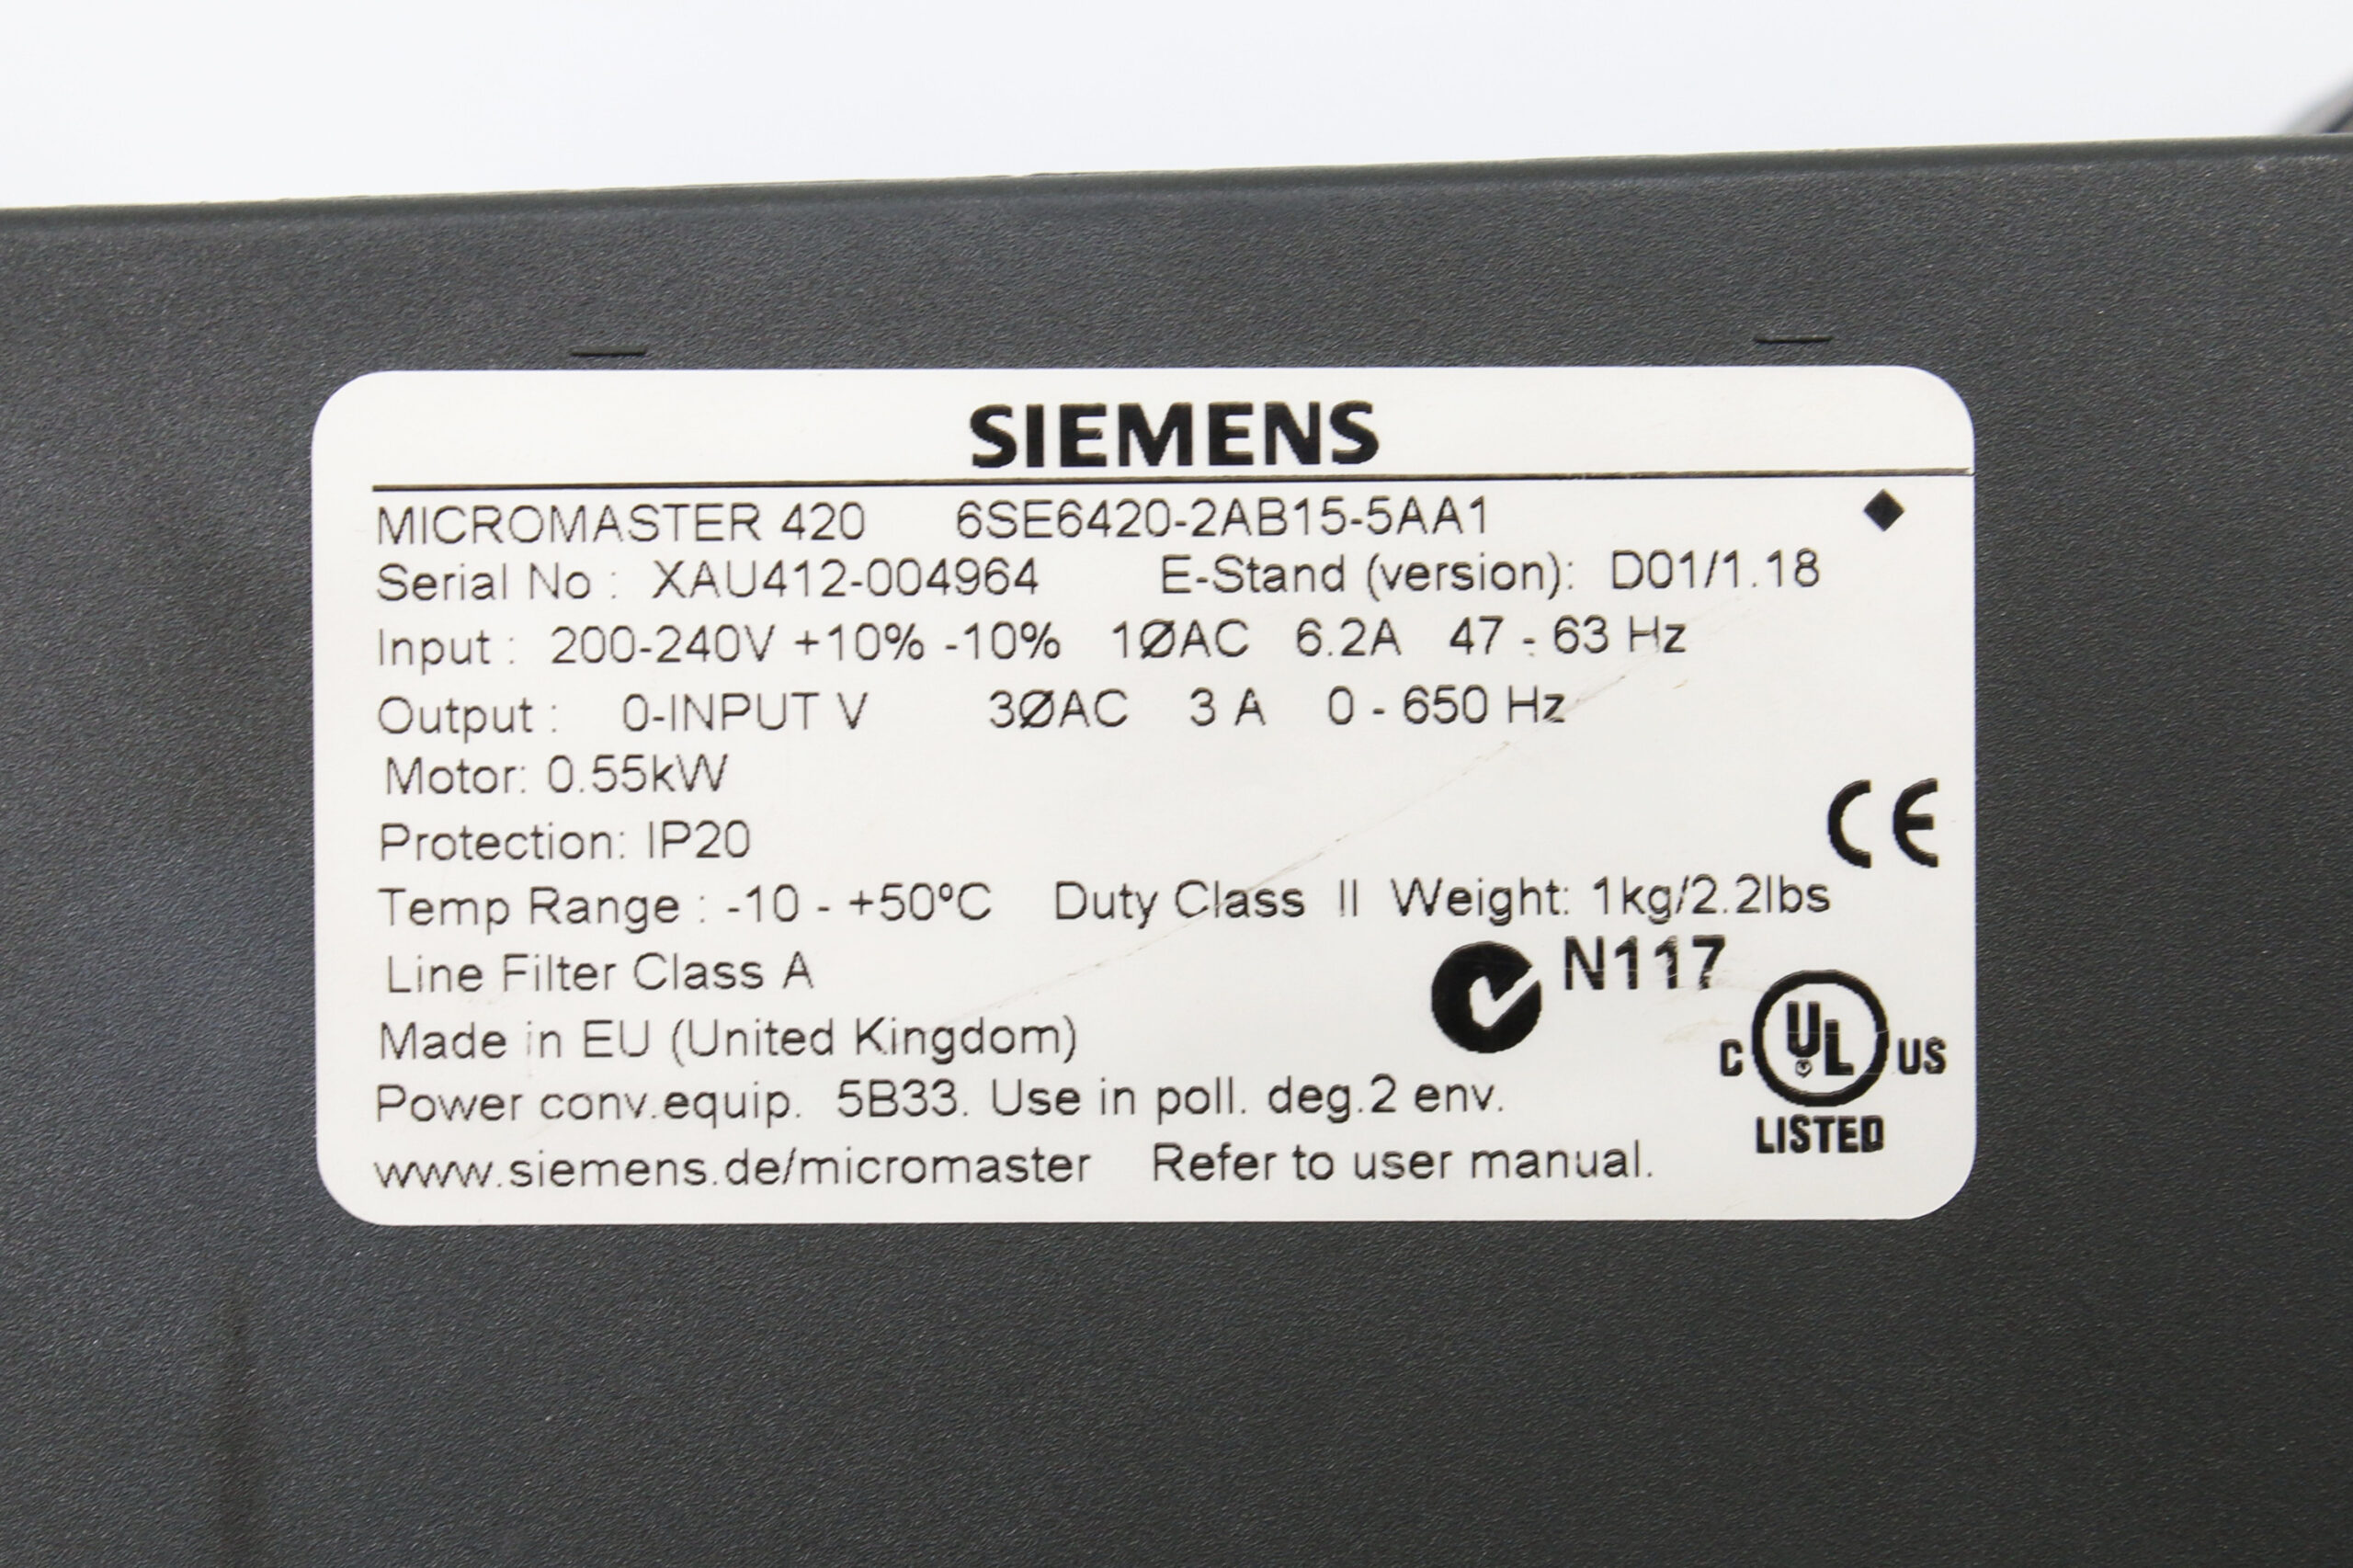 SIEMENS
MICROMASTER 420 6SE6420-2AB15-5AA1
Serial No : XAU412-004964 E-Stand (version): D01/1.18
Input : 200-240V +10% -10% 1ØAC 6.2A 47 - 63 Hz
Output : 0-INPUT V 3ØAC 3 A 0 - 650 Hz
Motor: 0.55kW
Protection: IP20
CE
Temp Range : -10 - +50ºC Duty Class II Weight: 1kg/2.2lbs
Line Filter Class A
N117
Made in EU (United Kingdom)
C UL US
LISTED
Power conv.equip. 5B33. Use in poll. deg.2 env.
www.siemens.de/micromaster Refer to user manual.